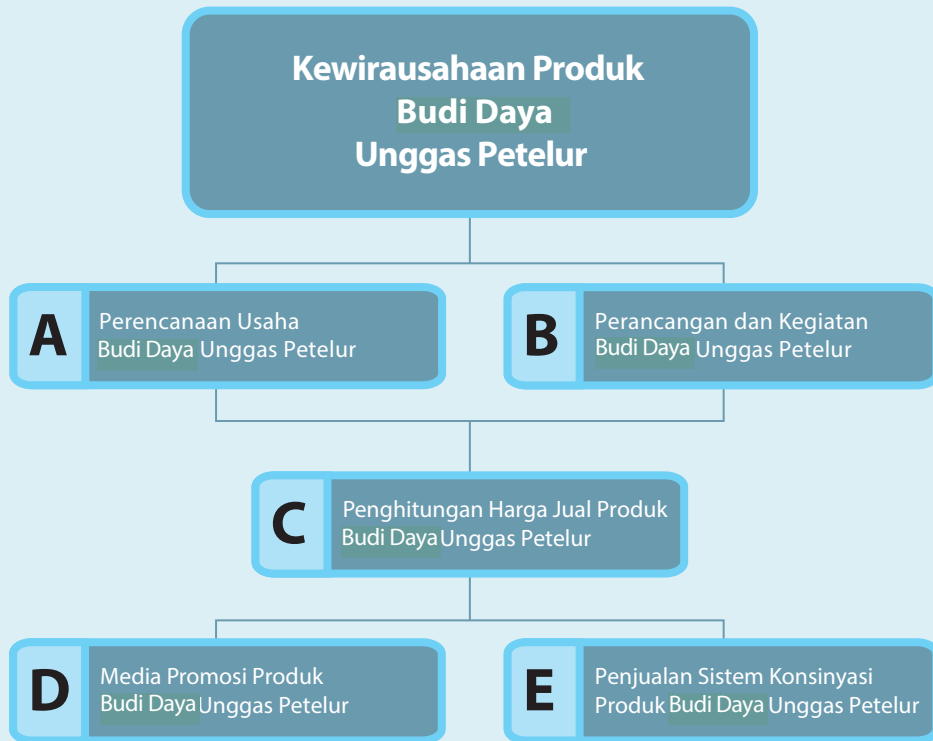 Kewirausahaan Produk
Budi Daya
Unggas Petelur
A
Perencanaan Usaha
Budi Daya Unggas Petelur
B
Perancangan dan Kegiatan
Budi Daya Unggas Petelur
C
Penghitungan Harga Jual Produk
Budi Daya Unggas Petelur
D
Media Promosi Produk
Budi Daya Unggas Petelur
E
Penjualan Sistem Konsinyasi
Produk Budi Daya Unggas Petelur